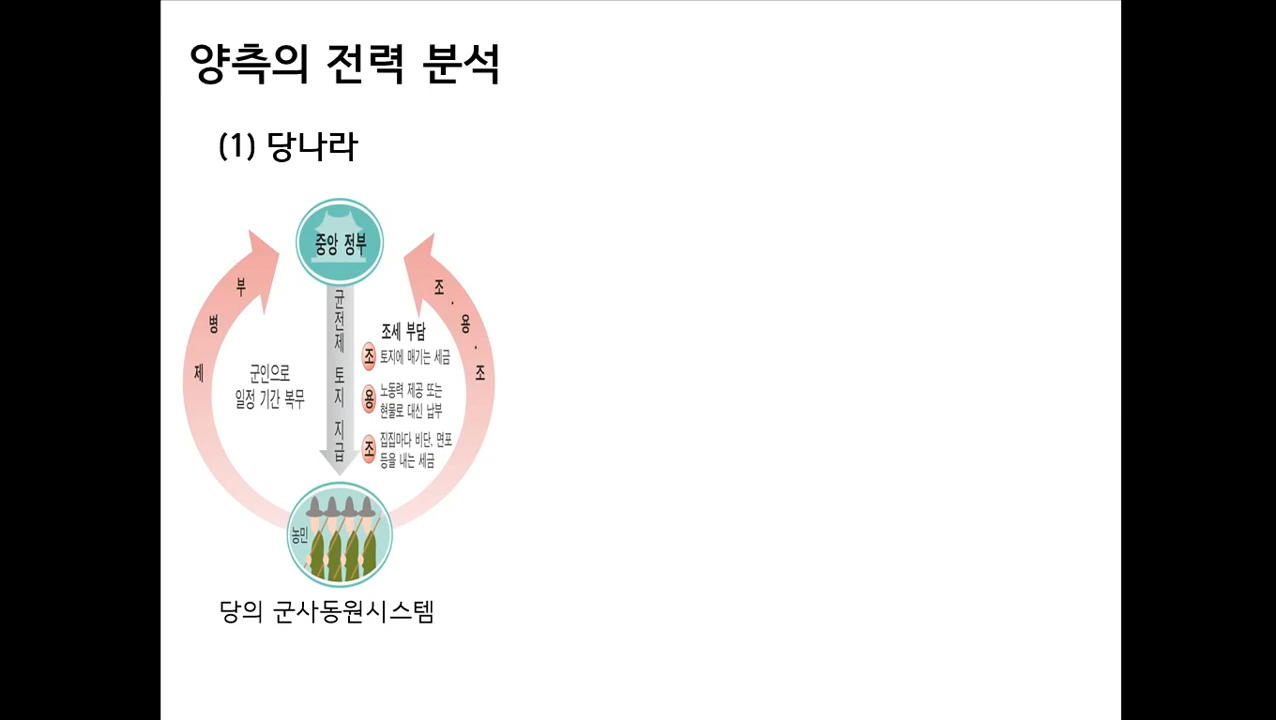 양측의 전력 분석
(1) 당나라
중앙 정부
부병제
군인으로
일정 기간 복무
균전제 토지 지급
조세 부담
조 토지에 매기는 세금
용 노동력 제공 또는
현물로 대신 납부
조 집집마다 비단, 면포
등을 내는 세금
조·용·조
농민
당의 군사동원시스템